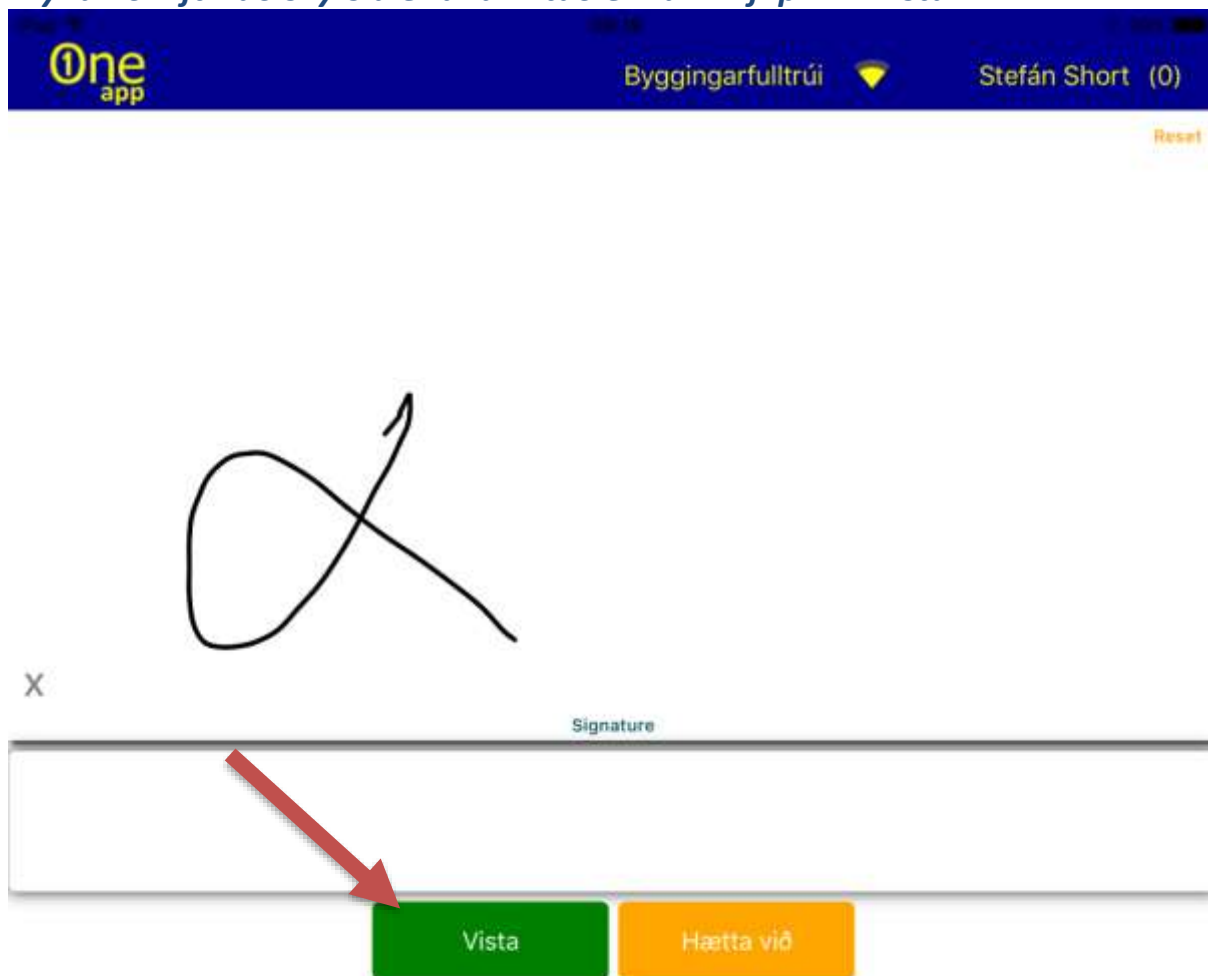 One
app
Byggingarfulltrúi Stefán Short (0)
Reset
X
Signature
Vista Hætta við